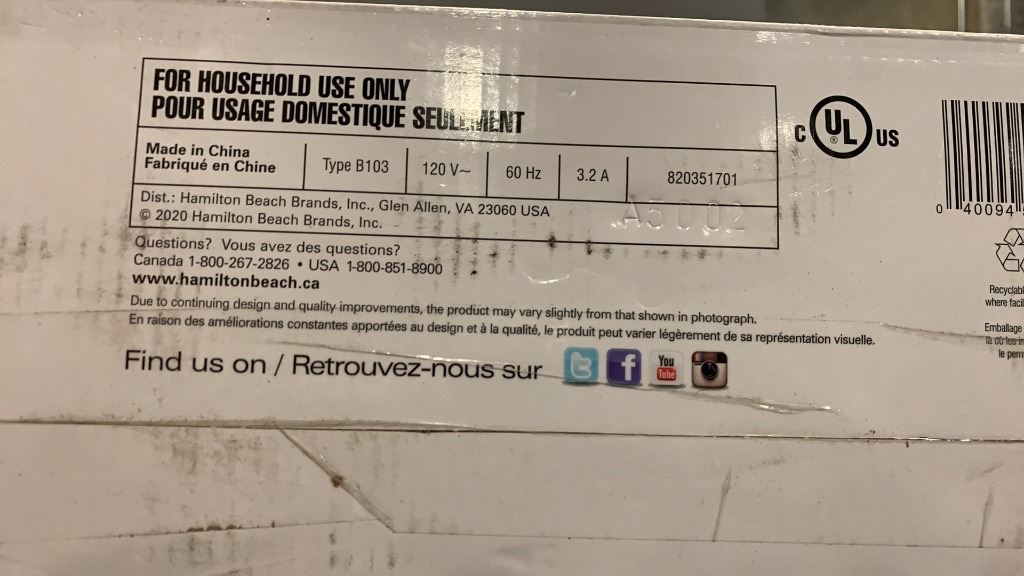 FOR HOUSEHOLD USE ONLY
POUR USAGE DOMESTIQUE SEULEMENT
Made in China
Fabriqué en Chine
Type B103
120 V~
60 Hz
3.2 A
820351701
Dist.: Hamilton Beach Brands, Inc., Glen Allen, VA 23060 USA
© 2020 Hamilton Beach Brands, Inc.
A5002
Questions? Vous avez des questions?
Canada 1-800-267-2826 • USA 1-800-851-8900
www.hamiltonbeach.ca
Due to continuing design and quality improvements, the product may vary slightly from that shown in photograph.
En raison des améliorations constantes apportées au design et à la qualité, le produit peut varier légèrement de sa représentation visuelle.
Find us on / Retrouvez-nous sur
You
Tube
C UL ® US
0 40094
where
Emballage
le